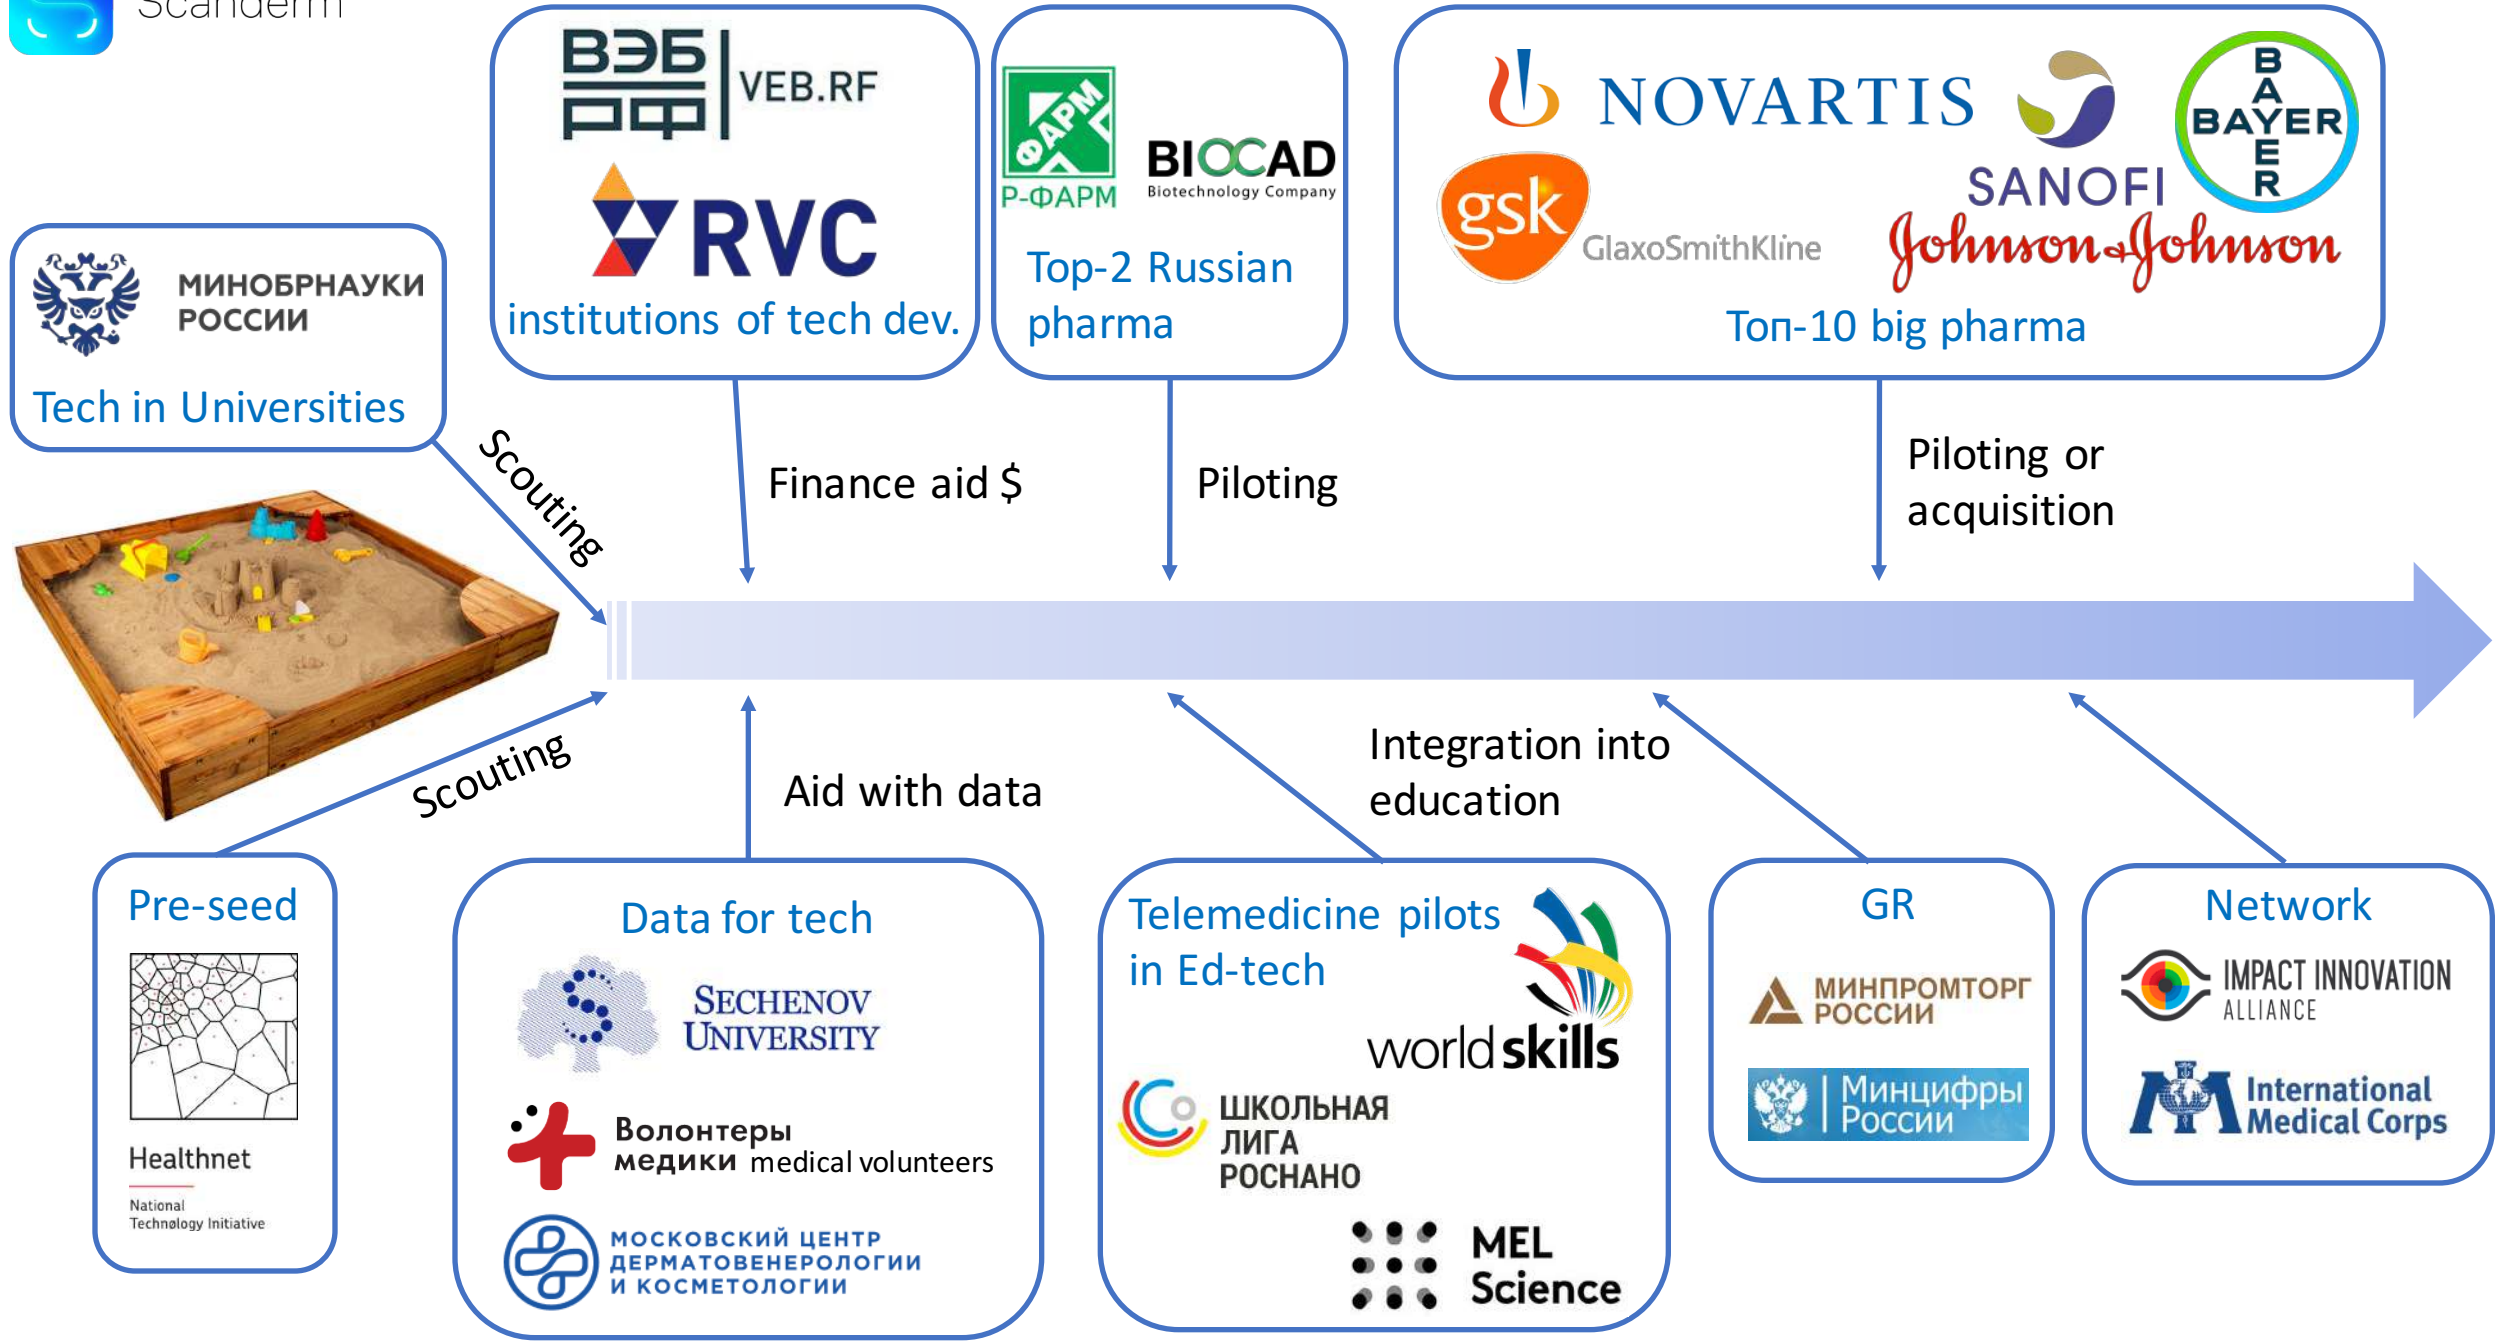 Scanderm
ВЭБ
РФ
VEB.RF
RVC
institutions of tech dev.
ФАРМ
Р-ФАРМ
BIOCAD
Biotechnology Company
Top-2 Russian
pharma
NOVARTIS
SANOFI
BAYER
BAYER
gsk
GlaxoSmithKline
Johnson & Johnson
Топ-10 big pharma
МИНОБРНАУКИ
РОССИИ
Tech in Universities
Scouting
Finance aid $
Piloting
Piloting or
acquisition
Scouting
Aid with data
Integration into
education
Pre-seed
Healthnet
National
Technology Initiative
Data for tech
SECHENOV
UNIVERSITY
Волонтеры
медики medical volunteers
МОСКОВСКИЙ ЦЕНТР
ДЕРМАТОВЕНЕРОЛОГИИ
И КОСМЕТОЛОГИИ
Telemedicine pilots
in Ed-tech
worldskills
ШКОЛЬНАЯ
ЛИГА
РОСНАНО
MEL
Science
GR
МИНПРОМТОРГ
РОССИИ
Минцифры
России
Network
IMPACT INNOVATION
ALLIANCE
International
Medical Corps